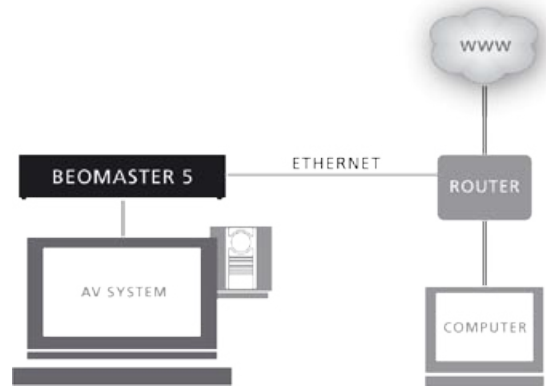 WWW
ETHERNET
BEOMASTER 5
ROUTER
AV SYSTEM
COMPUTER